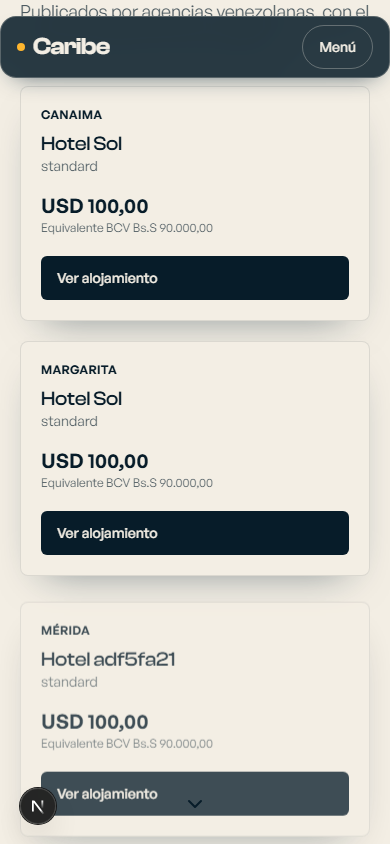 Publicados por agencias venezolanas, con el
Caribe
Menú
CANAIMA
Hotel Sol
standard
USD 100,00
Equivalente BCV Bs.S 90.000,00
Ver alojamiento
MARGARITA
Hotel Sol
standard
USD 100,00
Equivalente BCV Bs.S 90.000,00
Ver alojamiento
MÉRIDA
Hotel adf5fa21
standard
USD 100,00
Equivalente BCV Bs.S 90.000,00
Ver alojamiento
N